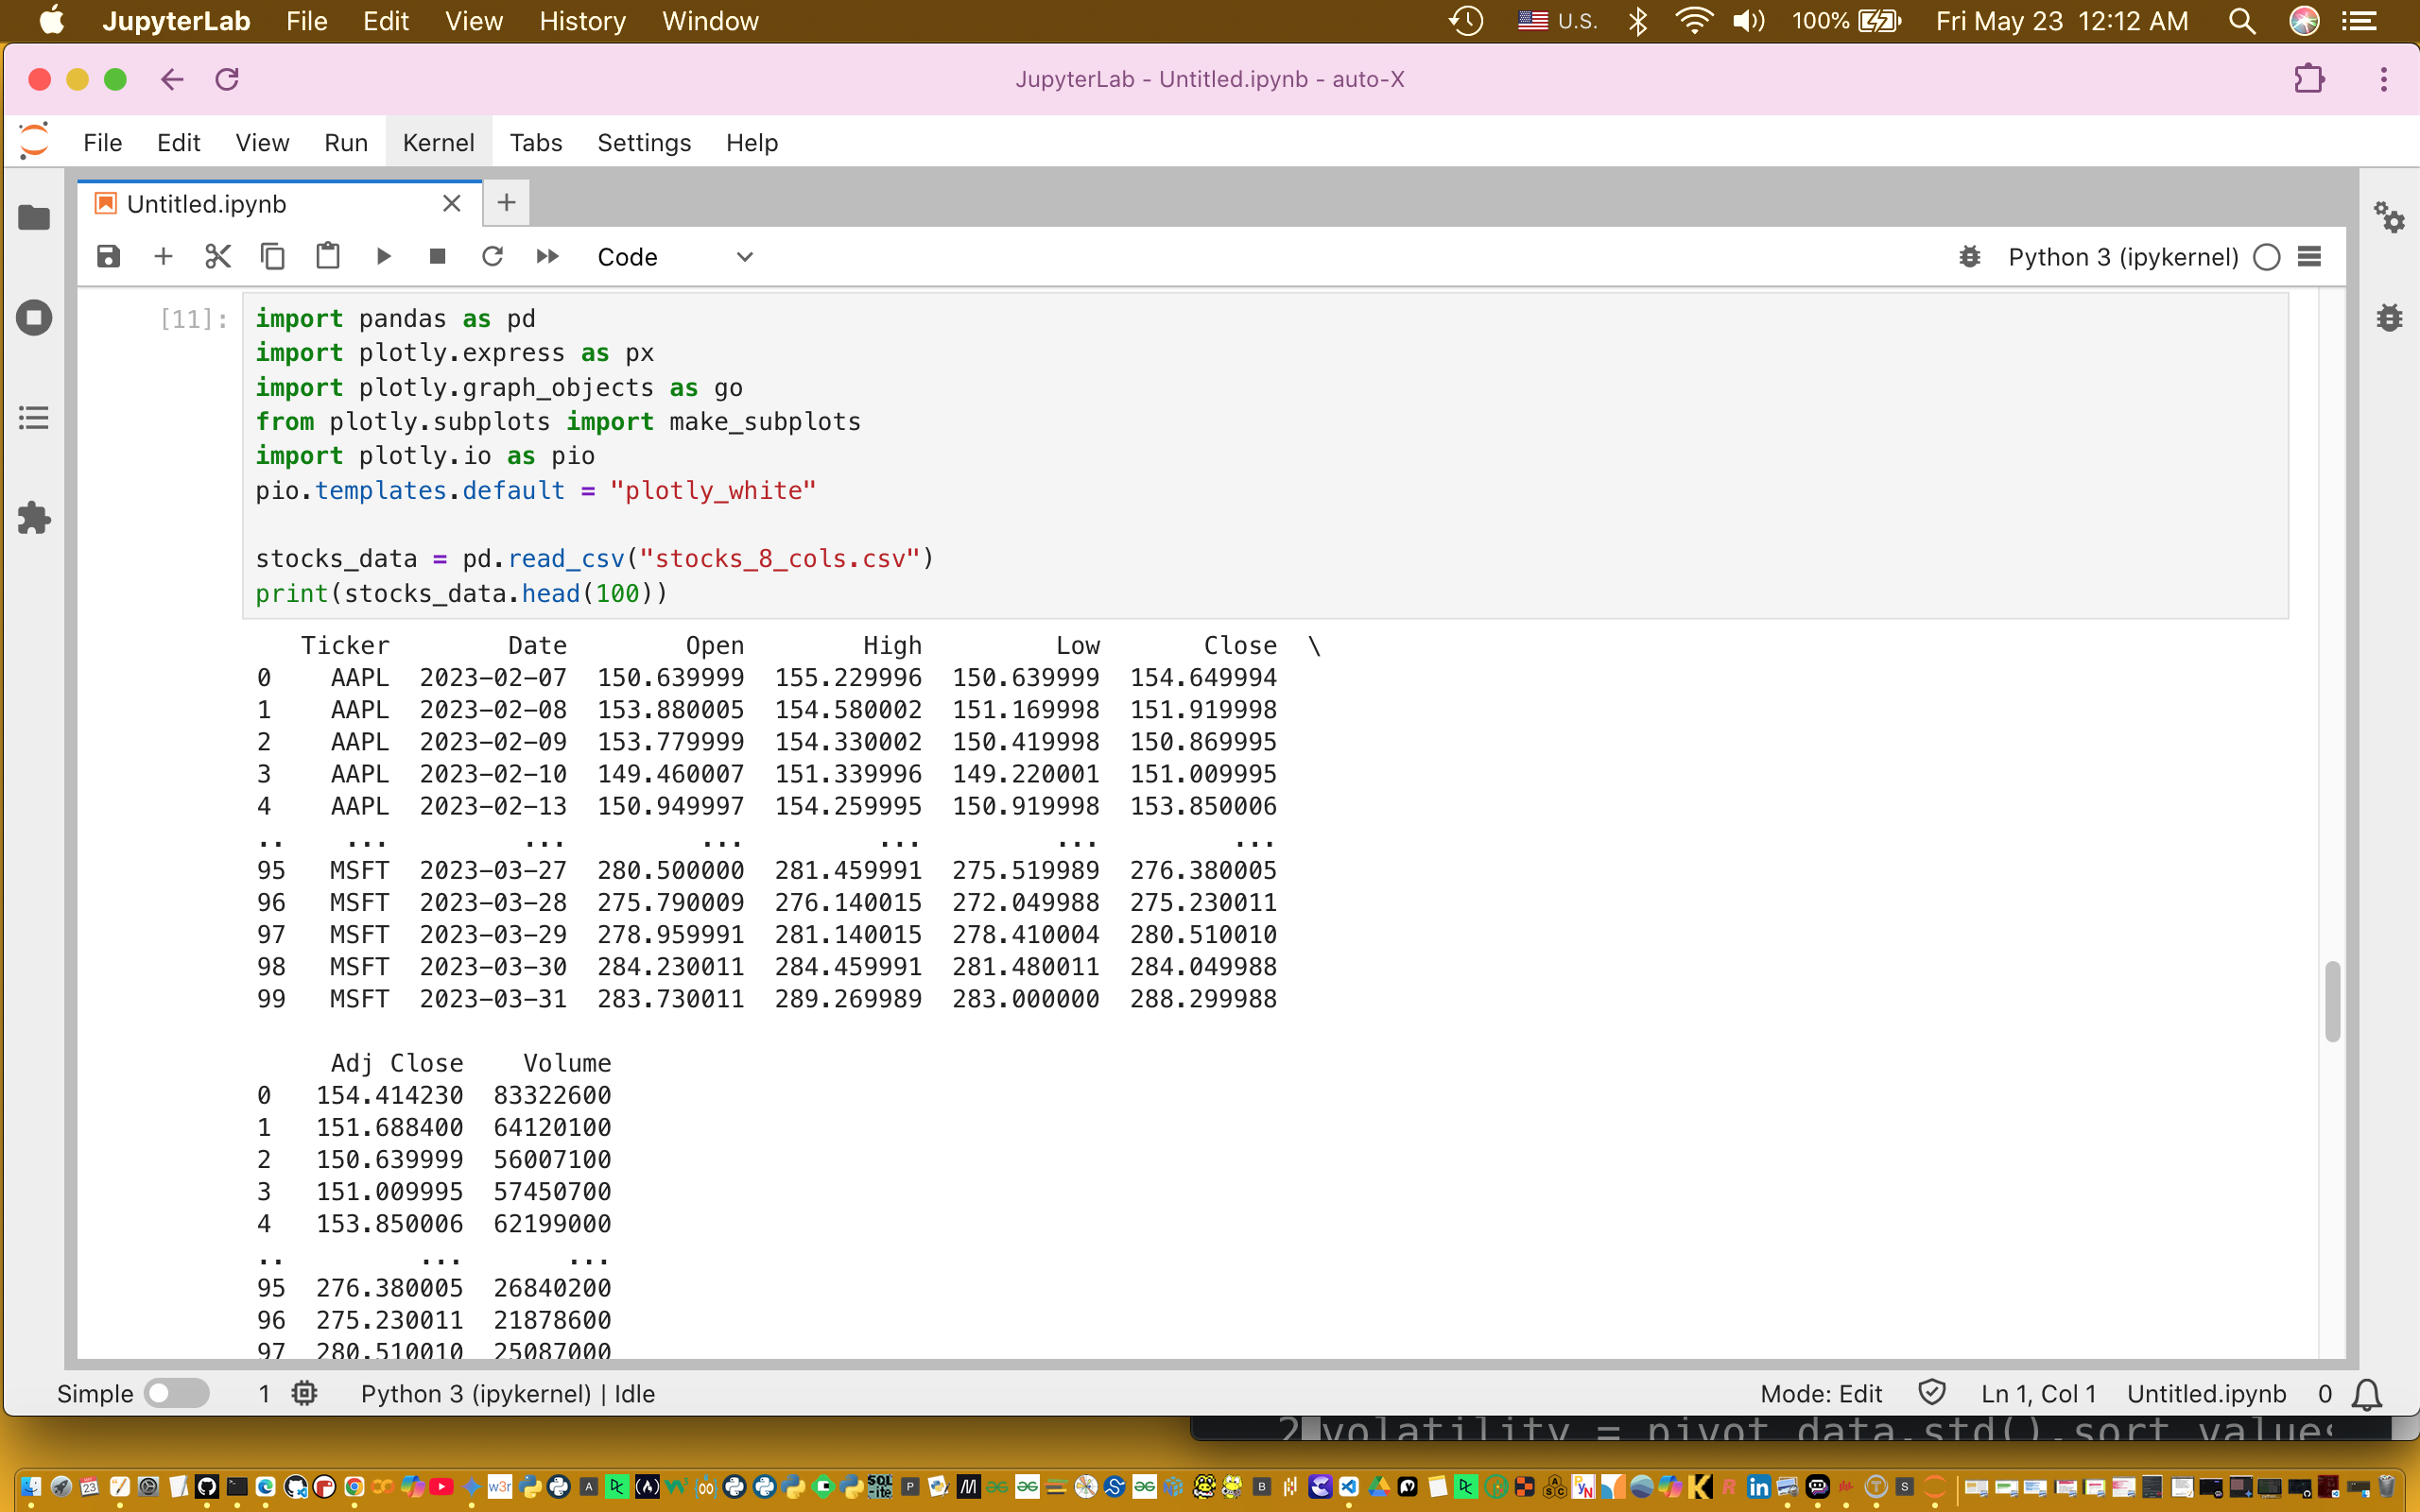 JupyterLab File Edit View History Window U.S. 100% Fri May 23 12:12 AM
JupyterLab - Untitled.ipynb - auto-X
File Edit View Run Kernel Tabs Settings Help
Untitled.ipynb
Code Python 3 (ipykernel)
[11]: import pandas as pd
import plotly.express as px
import plotly.graph_objects as go
from plotly.subplots import make_subplots
import plotly.io as pio
pio.templates.default = "plotly_white"
stocks_data = pd.read_csv("stocks_8_cols.csv")
print(stocks_data.head(100))
Ticker Date Open High Low Close \
0 AAPL 2023-02-07 150.639999 155.229996 150.639999 154.649994
1 AAPL 2023-02-08 153.880005 154.580002 151.169998 151.919998
2 AAPL 2023-02-09 153.779999 154.330002 150.419998 150.869995
3 AAPL 2023-02-10 149.460007 151.339996 149.220001 151.009995
4 AAPL 2023-02-13 150.949997 154.259995 150.919998 153.850006
.. ... ... ... ... ... ...
95 MSFT 2023-03-27 280.500000 281.459991 275.519989 276.380005
96 MSFT 2023-03-28 275.790009 276.140015 272.049988 275.230011
97 MSFT 2023-03-29 278.959991 281.140015 278.410004 280.510010
98 MSFT 2023-03-30 284.230011 284.459991 281.480011 284.049988
99 MSFT 2023-03-31 283.730011 289.269989 283.000000 288.299988
Adj Close Volume
0 154.414230 83322600
1 151.688400 64120100
2 150.639999 56007100
3 151.009995 57450700
4 153.850006 62199000
.. ... ...
95 276.380005 26840200
96 275.230011 21878600
97 280.510010 25087000
Simple 1 Python 3 (ipykernel) | Idle Mode: Edit Ln 1, Col 1 Untitled.ipynb 0
2 volatility = pivot_data.std().sort_values